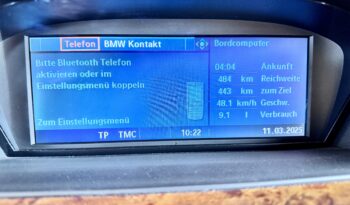 Telefon BMW Kontakt
Bordcomputer
Bitte Bluetooth Telefon
aktivieren oder im
Einstellungsmenü koppeln
Zum Einstellungsmenü
04:04 Ankunft
484 km Reichweite
443 km zum Ziel
48.1 km/h Geschw.
9.1 l Verbrauch
TP TMC 10:22 11.03.2025